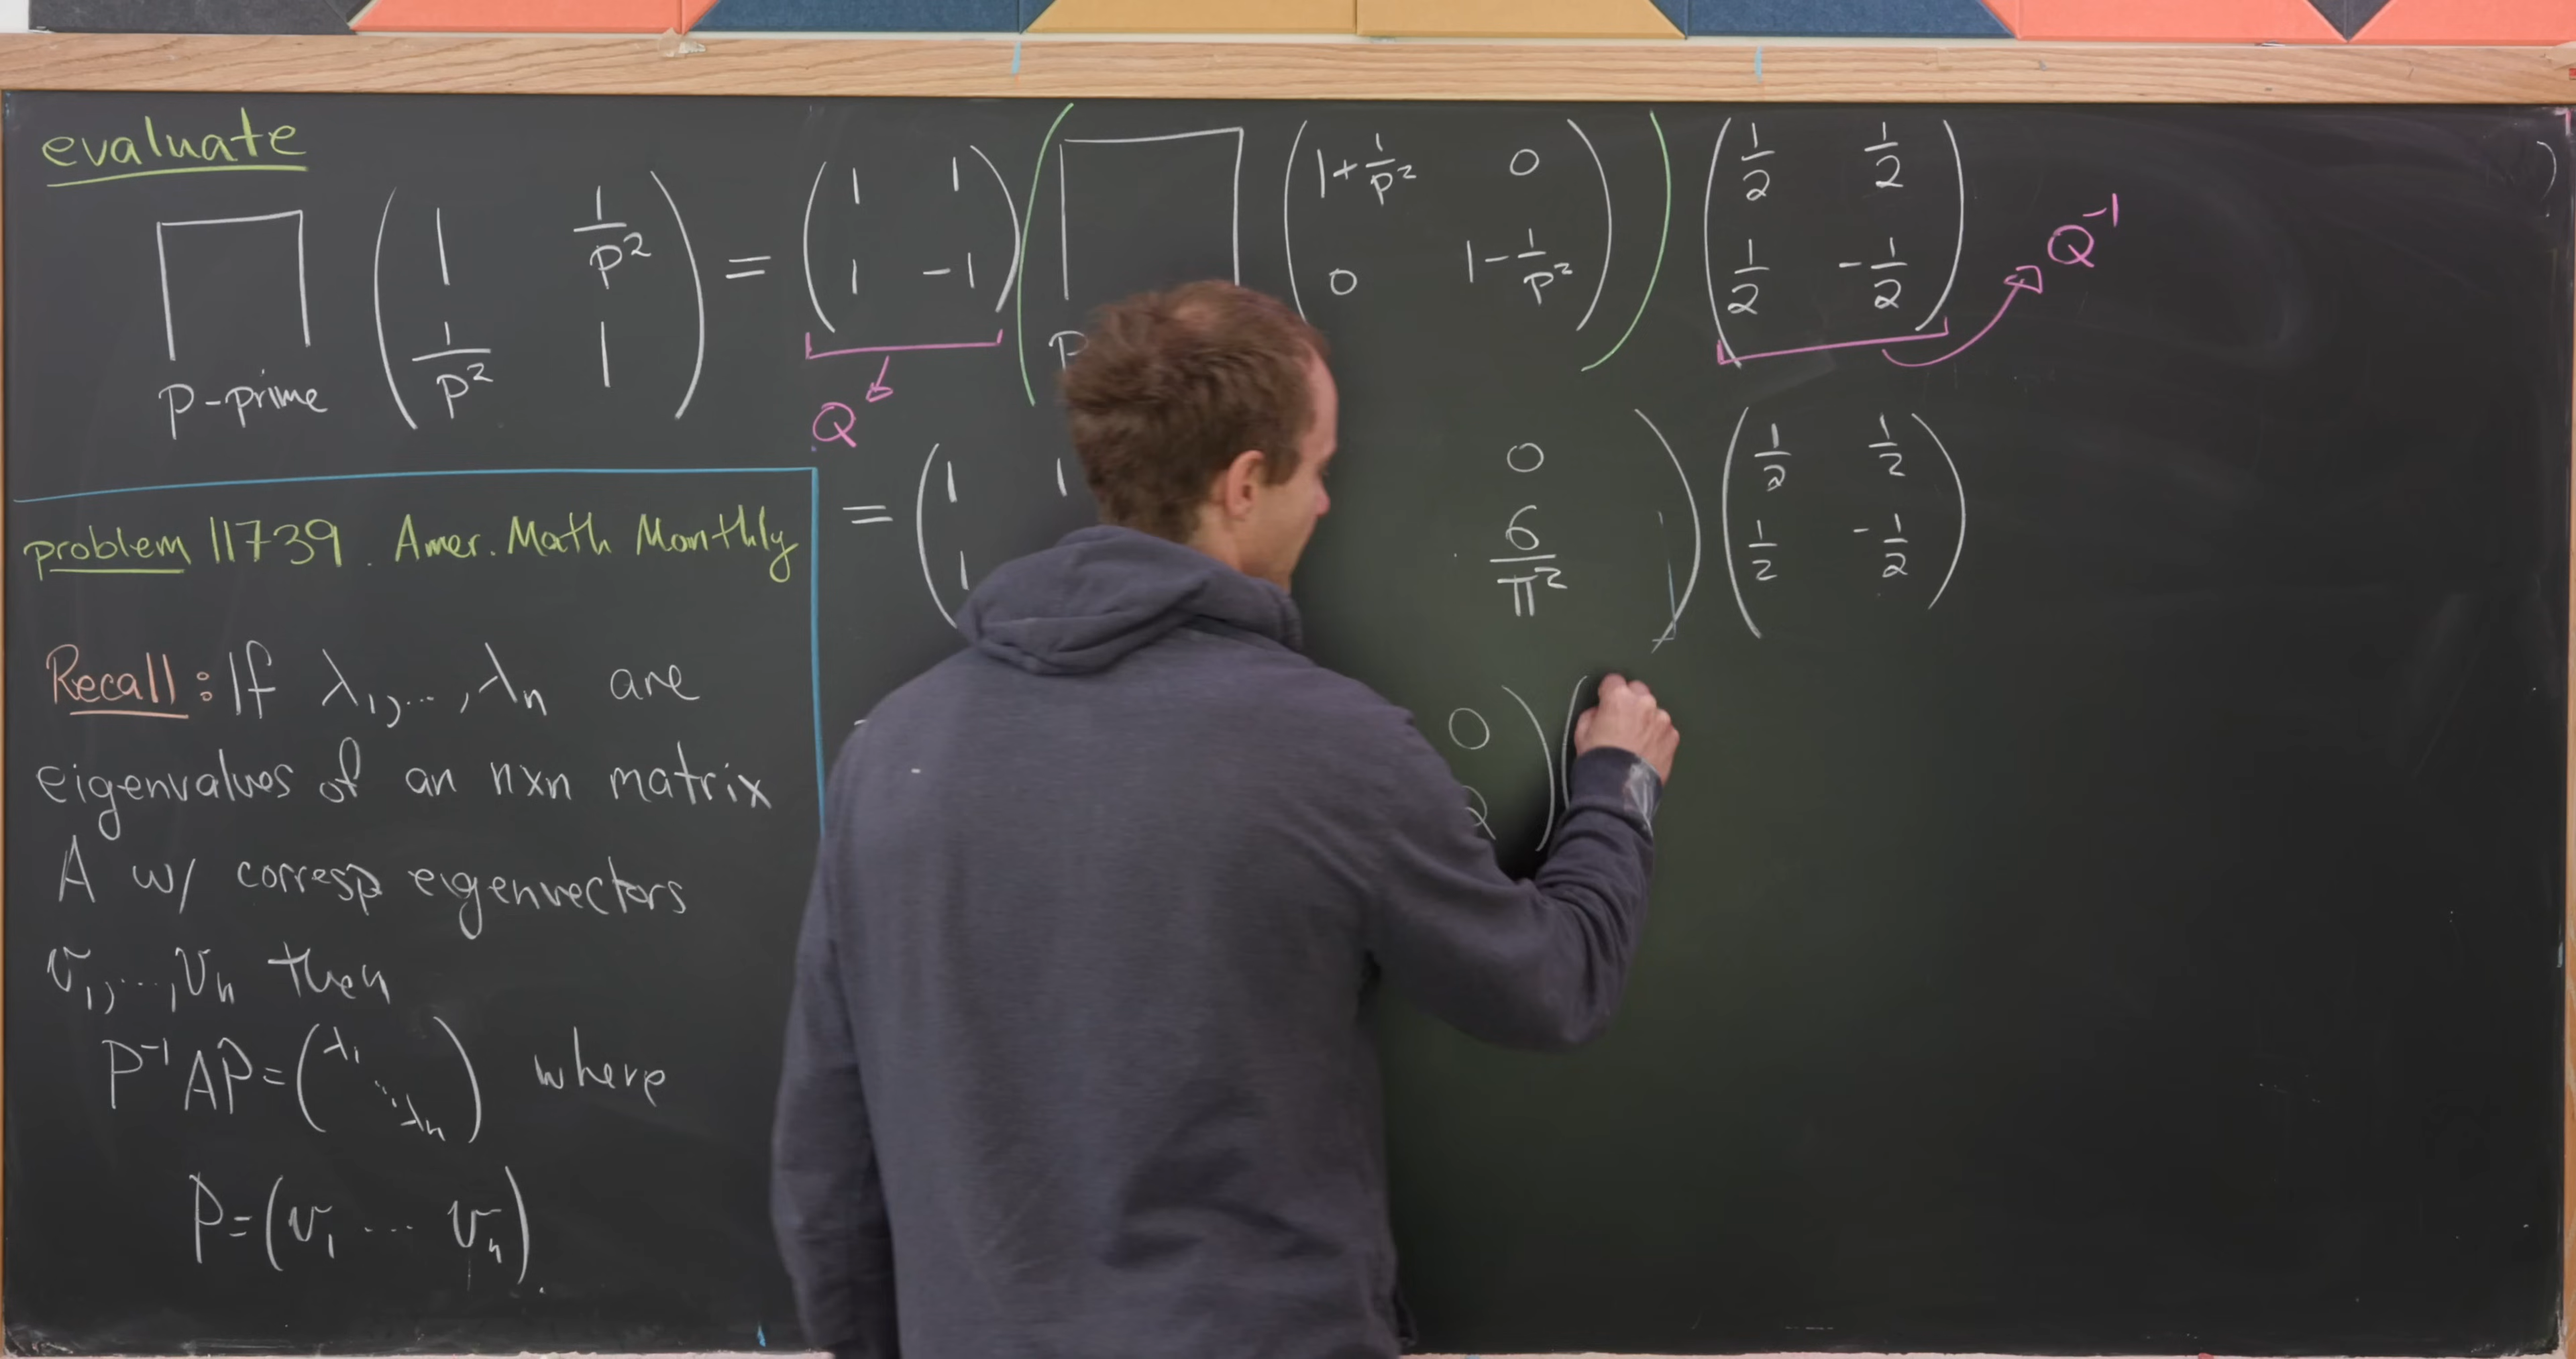 evaluate
∏ p-prime ( 1 1/p² ; 1/p² 1 ) = ( 1 1 ; 1 -1 ) ( ∏ P ( 1+1/p² 0 ; 0 1-1/p² ) ) ( 1/2 1/2 ; 1/2 -1/2 )
Q
Q⁻¹
= ( 1 1 ; 1 0 ; 6/π² ) ( 1/2 1/2 ; 1/2 -1/2 )
0 ) (
problem 11739. Amer. Math Monthly
Recall: If λ₁,...,λₙ are
eigenvalues of an n×n matrix
A w/ corresp eigenvectors
v₁,...,vₙ then
P⁻¹AP = ( λ₁ ⋱ λₙ ) where
P = ( v₁ ... vₙ ).